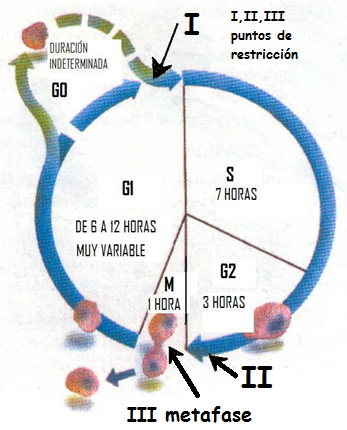 I
I,II,III
puntos de
restricción
DURACIÓN
INDETERMINADA
G0
S
7 HORAS
G1
DE 6 A 12 HORAS
MUY VARIABLE
G2
3 HORAS
M
1 HORA
II
III metafase